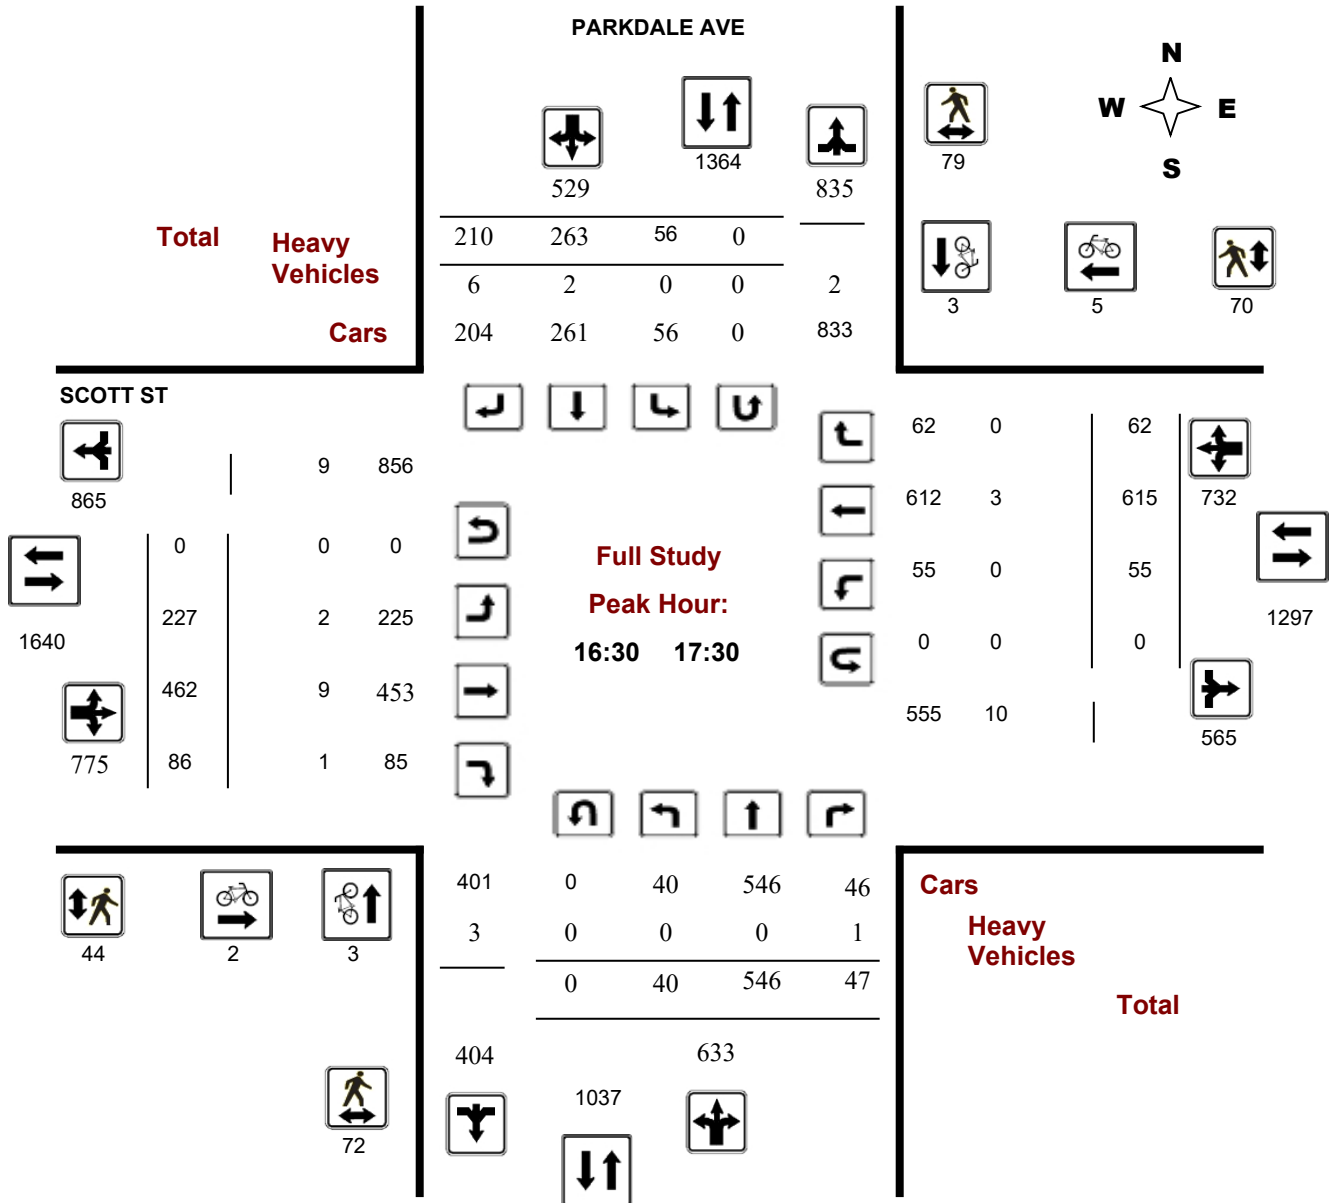 PARKDALE AVE
N
W E
S
1364
79
529 835
Total
Heavy
Vehicles
Cars
210 263 56 0
6 2 0 0 2
204 261 56 0 833
3 5 70
SCOTT ST
865
9 856
0 0 0
227 2 225
1640
462 9 453
775 86 1 85
Full Study
Peak Hour:
16:30 17:30
62 0 62
612 3 615 732
55 0 55
1297
0 0 0
555 10
565
44 2 3
401 0 40 546 46
3 0 0 0 1
0 40 546 47
Cars
Heavy
Vehicles
Total
404 633
1037
72